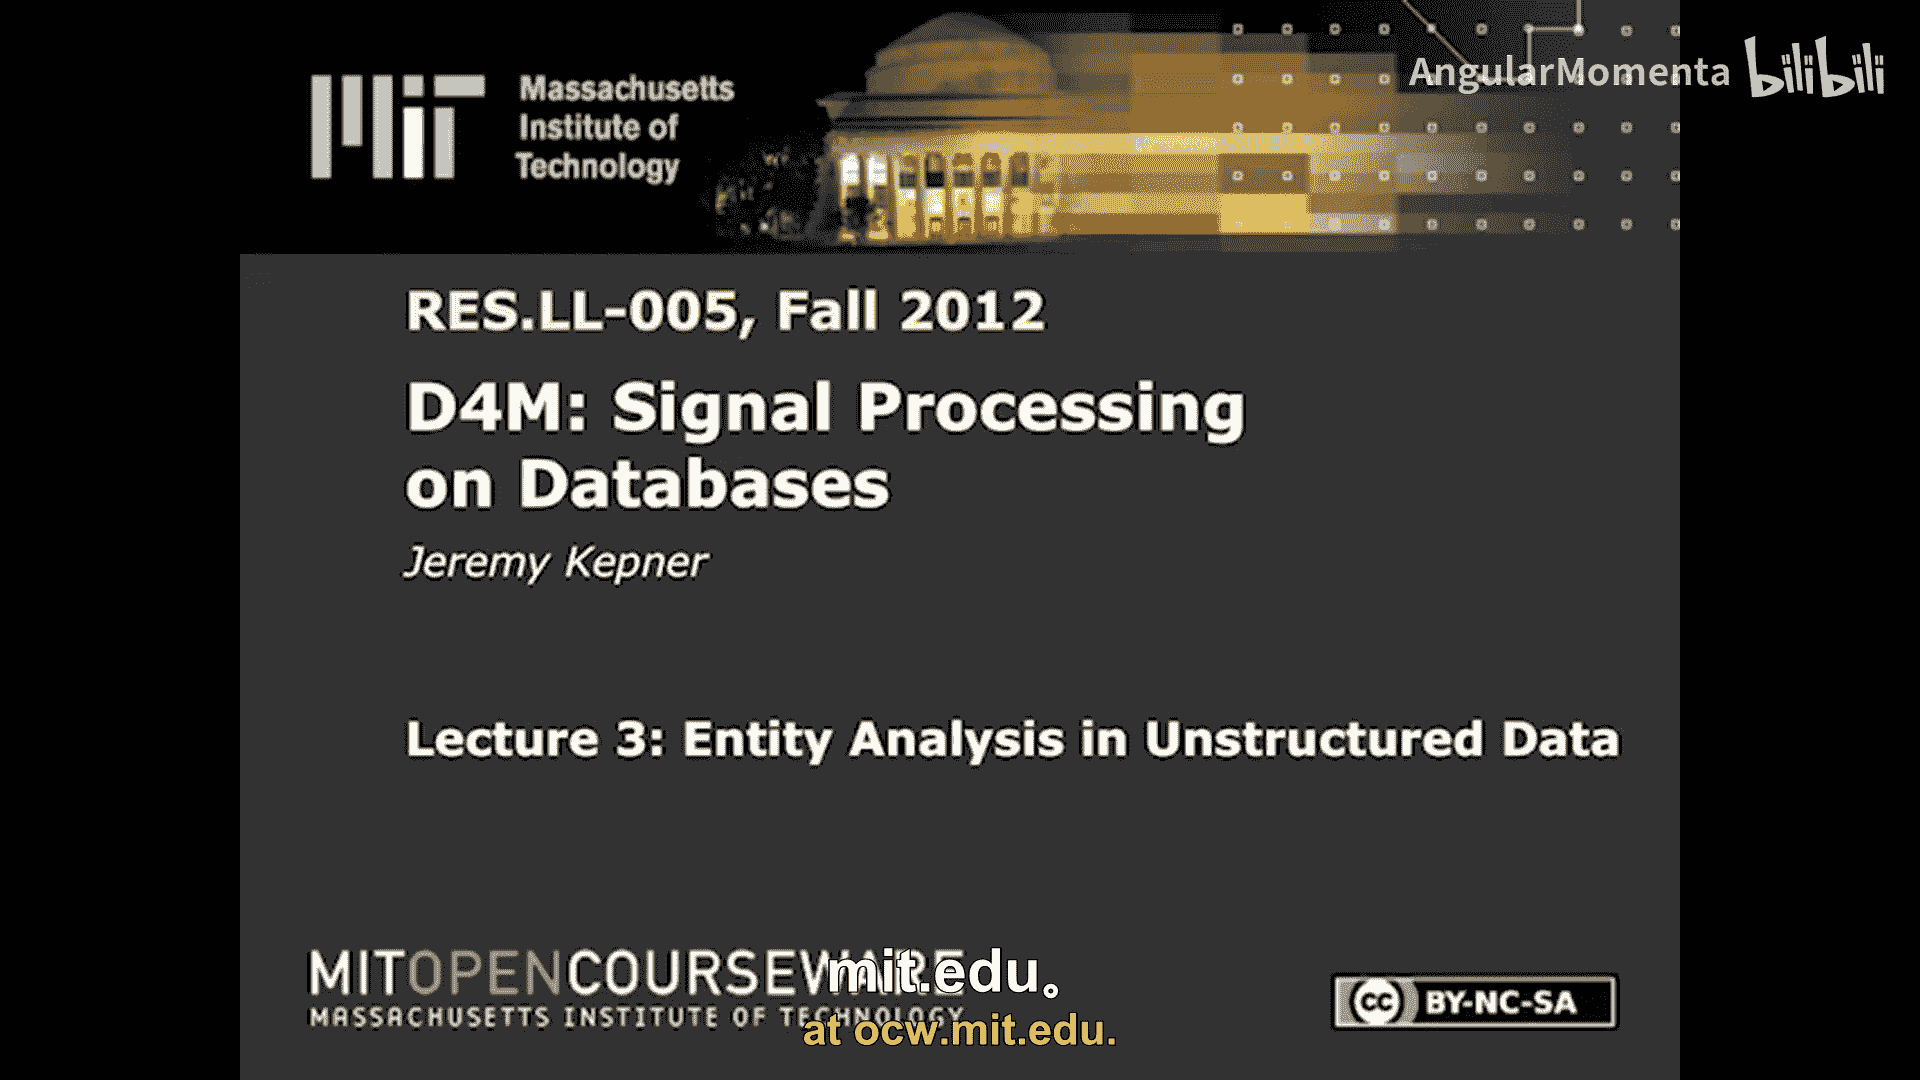 MIT
Massachusetts
Institute of
Technology
AngularMomenta bilibili
RES.LL-005, Fall 2012
D4M: Signal Processing
on Databases
Jeremy Kepner
Lecture 3: Entity Analysis in Unstructured Data
MITOPENCOURSEWARE
MASSACHUSETTS INSTITUTE OF TECHNOLOGY
mit.edu。
at ocw.mit.edu.
cc BY-NC-SA